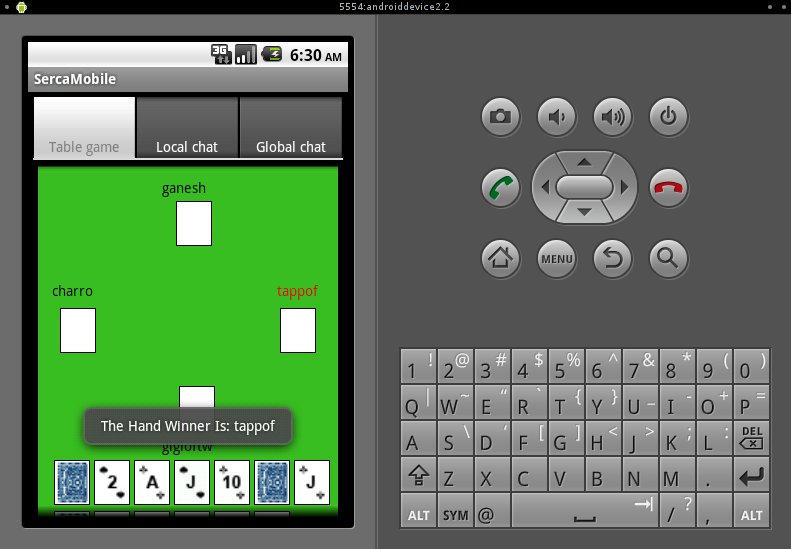 5554:androiddevice2.2
3G 6:30 AM
SercaMobile
Table game Local chat Global chat
ganesh
charro tappof
The Hand Winner Is: tappof
gigioftw
2 A J 10 J
MENU
1 ! 2 @ 3 # 4 $ 5 % 6 ^ 7 & 8 * 9 ( 0 )
Q | W ~ E “ R ` T { Y } U _ I - O + P =
A S \ D ‘ F [ G ] H < J > K ; L : DEL
Z X C V B N M .
ALT SYM @ / ? , ALT